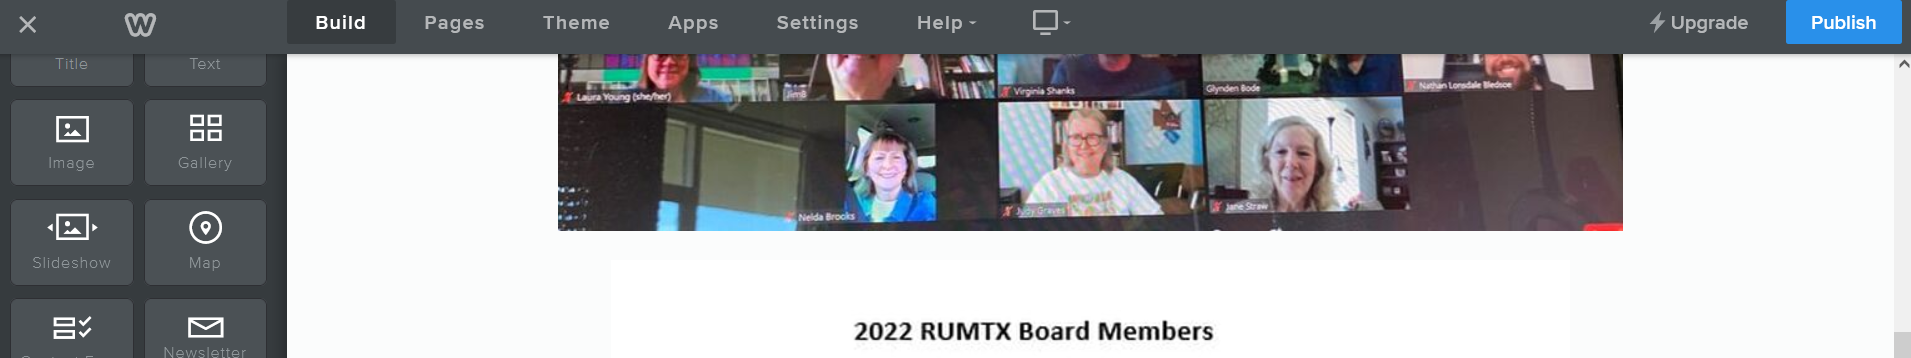 Build Pages Theme Apps Settings Help Upgrade Publish
Title Text
Image Gallery
Slideshow Map
Newsletter
Laura Young (she/her) JimB Virginia Shanks Glynden Bode Nathan Lonsdale Bledsoe
Nelda Brooks Judy Graves Jane Straw
2022 RUMTX Board Members